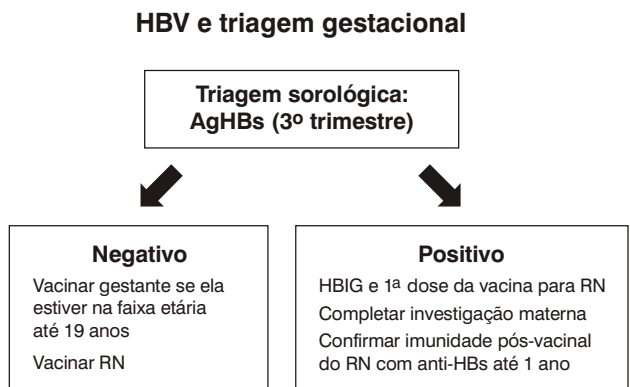 HBV e triagem gestacional
Triagem sorológica:
AgHBs (3º trimestre)
Negativo
Vacinar gestante se ela
estiver na faixa etária
até 19 anos
Vacinar RN
Positivo
HBIG e 1ª dose da vacina para RN
Completar investigação materna
Confirmar imunidade pós-vacinal
do RN com anti-HBs até 1 ano